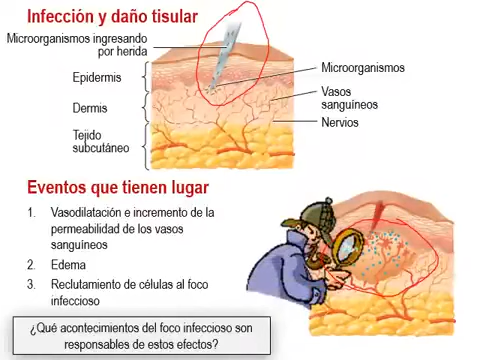 Infección y daño tisular
Microorganismos ingresando
por herida
Epidermis
Dermis
Tejido
subcutáneo
Microorganismos
Vasos
sanguíneos
Nervios
Eventos que tienen lugar
1. Vasodilatación e incremento de la
permeabilidad de los vasos
sanguíneos
2. Edema
3. Reclutamiento de células al foco
infeccioso
¿Qué acontecimientos del foco infeccioso son
responsables de estos efectos?